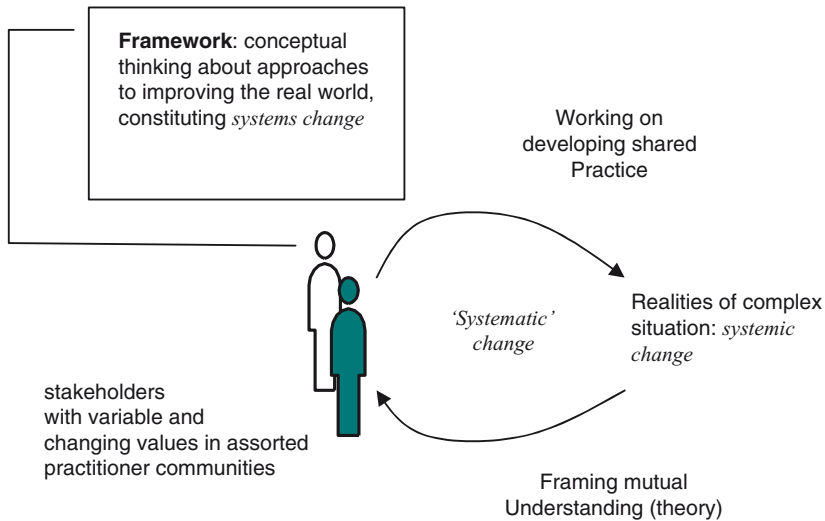 Framework: conceptual
thinking about approaches
to improving the real world,
constituting systems change
Working on
developing shared
Practice
Realities of complex
situation: systemic
change
‘Systematic’
change
stakeholders
with variable and
changing values in assorted
practitioner communities
Framing mutual
Understanding (theory)